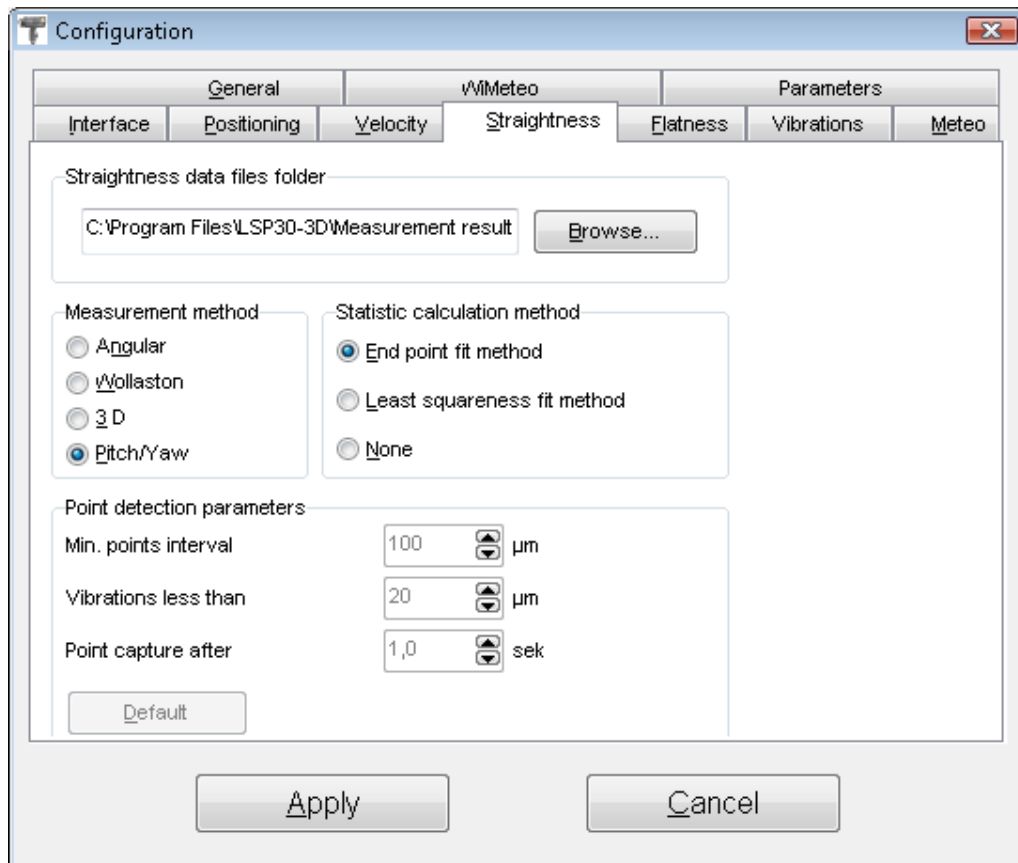 Configuration
General WiMeteo Parameters
Interface Positioning Velocity Straightness Flatness Vibrations Meteo
Straightness data files folder
C:\Program Files\LSP30-3D\Measurement result Browse...
Measurement method Statistic calculation method
Angular
End point fit method
Wollaston
Least squareness fit method
3 D
None
Pitch/Yaw
Point detection parameters
Min. points interval 100 µm
Vibrations less than 20 µm
Point capture after 1,0 sek
Default
Apply Cancel